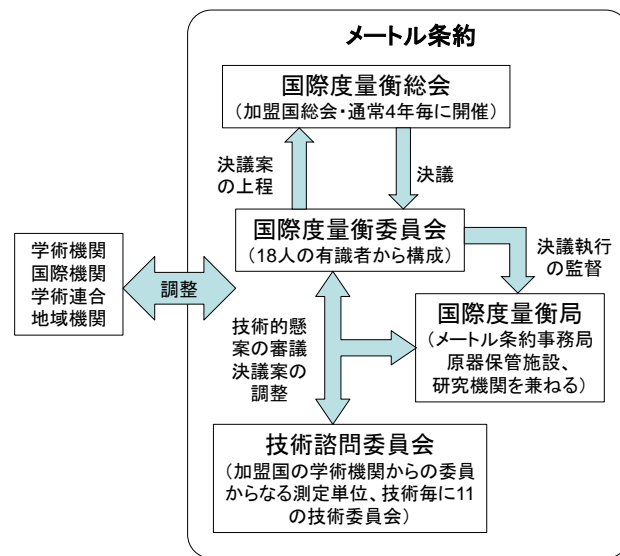 メートル条約
国際度量衡総会
(加盟国総会・通常4年毎に開催)
決議案
の上程
決議
国際度量衡委員会
(18人の有識者から構成)
学術機関
国際機関
学術連合
地域機関
調整
決議執行
の監督
国際度量衡局
(メートル条約事務局
原器保管施設、
研究機関を兼ねる)
技術的懸
案の審議
決議案の
調整
技術諮問委員会
(加盟国の学術機関からの委員
からなる測定単位、技術毎に11
の技術委員会)